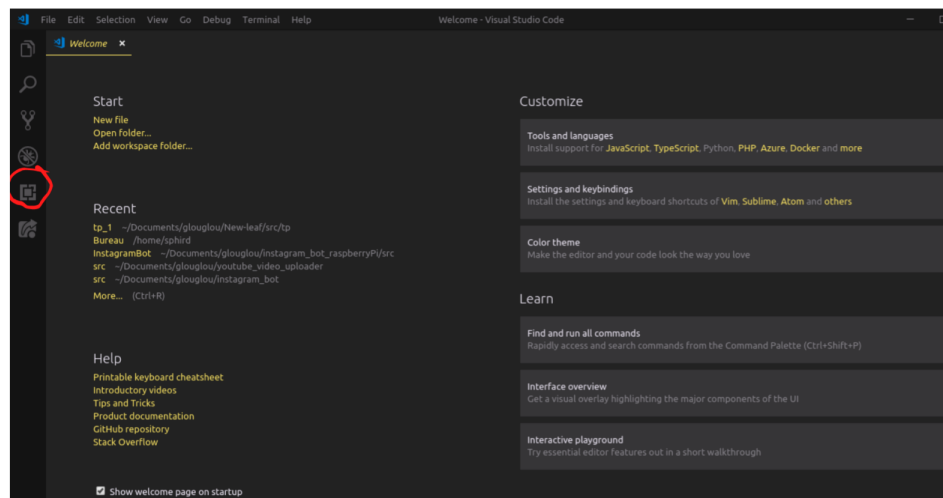 File Edit Selection View Go Debug Terminal Help
Welcome - Visual Studio Code
Welcome
Start
New file
Open folder...
Add workspace folder...
Recent
tp_1 ~/Documents/glouglou/New-leaf/src/tp
Bureau /home/sphird
InstagramBot ~/Documents/glouglou/instagram_bot_raspberryPi/src
src ~/Documents/glouglou/youtube_video_uploader
src ~/Documents/glouglou/instagram_bot
More... (Ctrl+R)
Help
Printable keyboard cheatsheet
Introductory videos
Tips and Tricks
Product documentation
GitHub repository
Stack Overflow
Show welcome page on startup
Customize
Tools and languages
Install support for JavaScript, TypeScript, Python, PHP, Azure, Docker and more
Settings and keybindings
Install the settings and keyboard shortcuts of Vim, Sublime, Atom and others
Color theme
Make the editor and your code look the way you love
Learn
Find and run all commands
Rapidly access and search commands from the Command Palette (Ctrl+Shift+P)
Interface overview
Get a visual overlay highlighting the major components of the UI
Interactive playground
Try essential editor features out in a short walkthrough